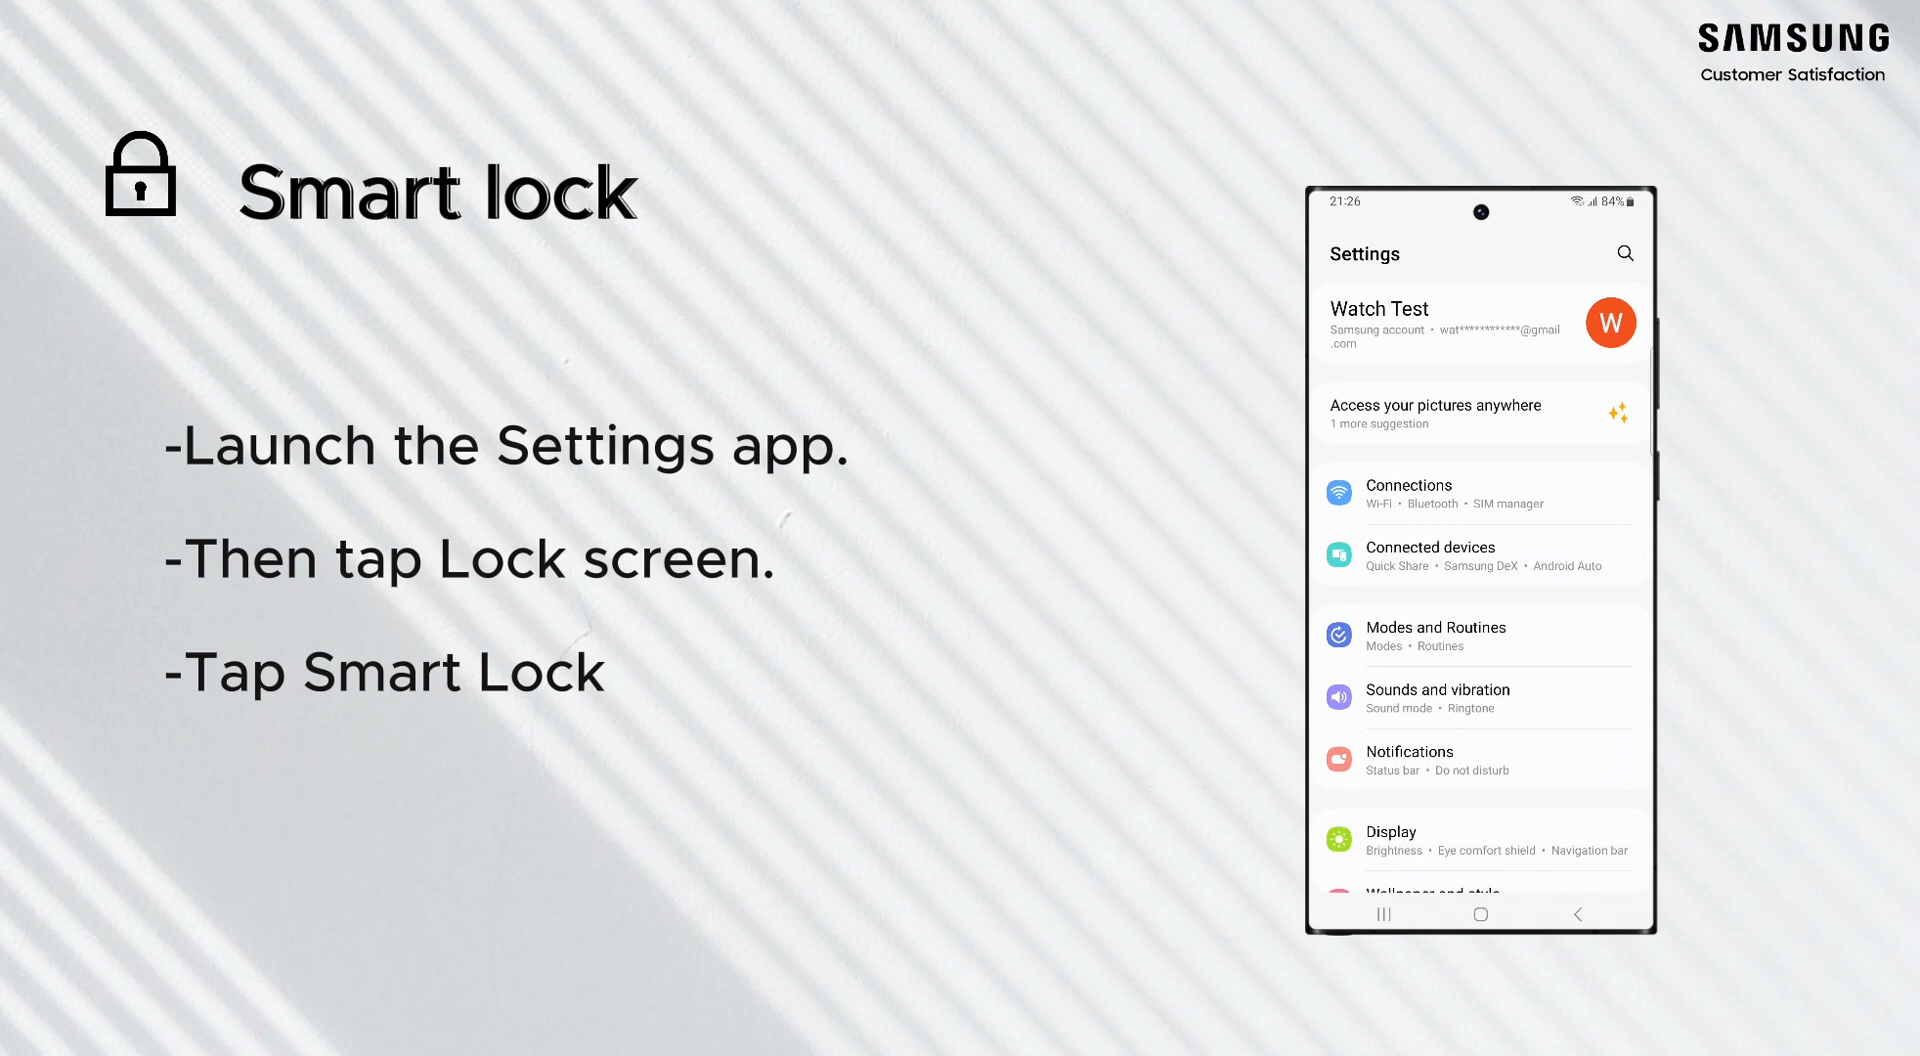 SAMSUNG
Customer Satisfaction
Smart lock
-Launch the Settings app.
-Then tap Lock screen.
-Tap Smart Lock
21:26
84%
Settings
Watch Test
Samsung account • wat************@gmail
.com
W
Access your pictures anywhere
1 more suggestion
Connections
Wi-Fi • Bluetooth • SIM manager
Connected devices
Quick Share • Samsung DeX • Android Auto
Modes and Routines
Modes • Routines
Sounds and vibration
Sound mode • Ringtone
Notifications
Status bar • Do not disturb
Display
Brightness • Eye comfort shield • Navigation bar
Wallpaper and style